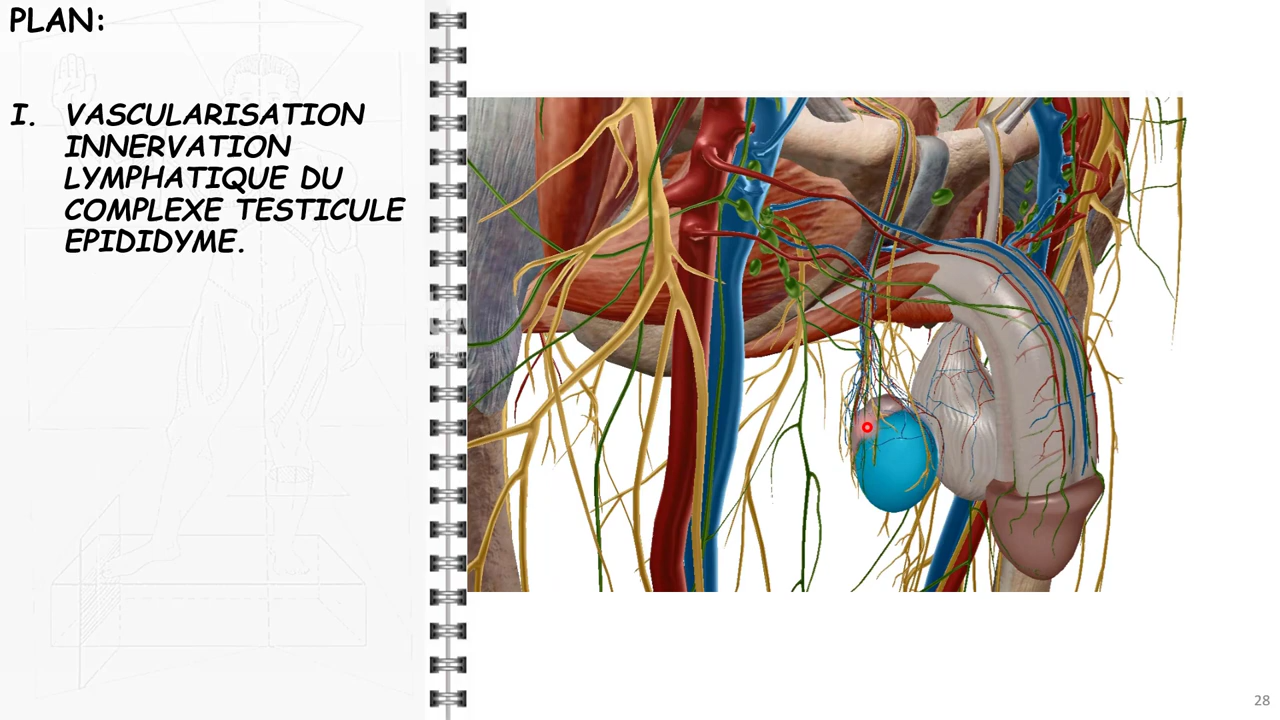 PLAN:
I. VASCULARISATION
INNERVATION
LYMPHATIQUE DU
COMPLEXE TESTICULE
EPIDIDYME.
28